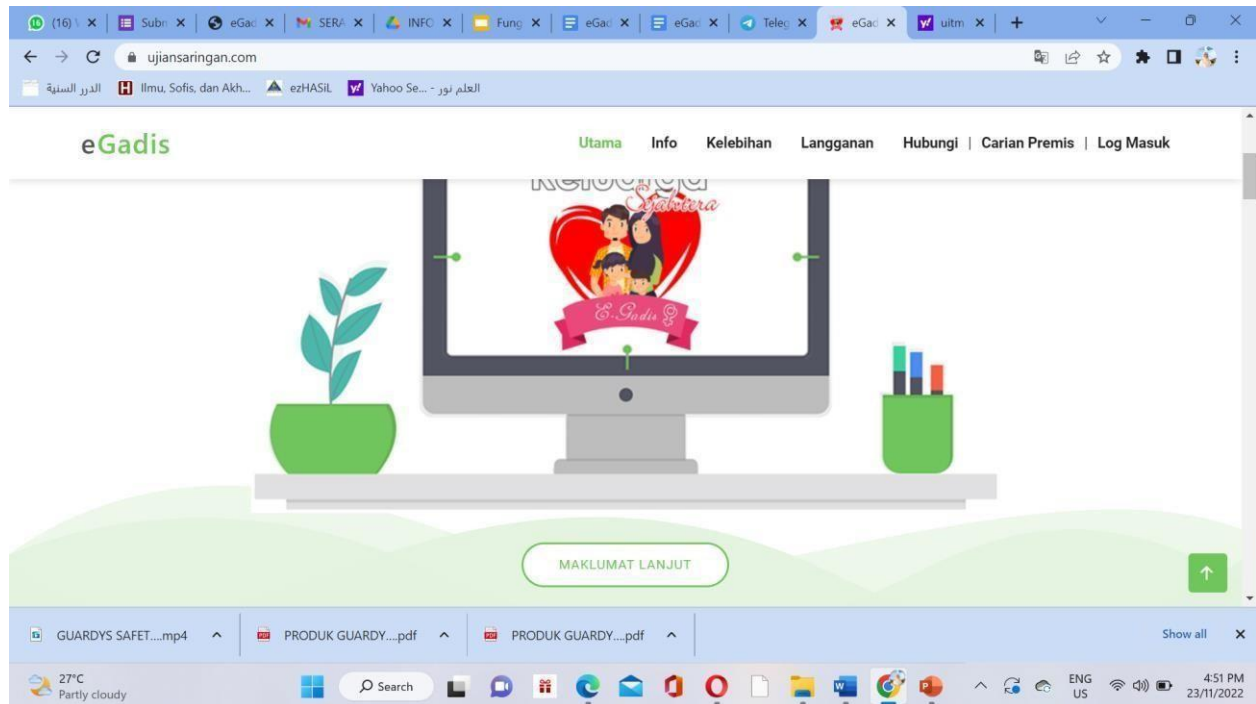 (16) \ Subn eGad SERA INFO Fung eGad eGad Teleg eGad uitm
ujiansaringan.com
الدرر السنية Ilmu, Sofis, dan Akh... ezHASiL Yahoo Se... - العلم نور
eGadis Utama Info Kelebihan Langganan Hubungi | Carian Premis | Log Masuk
Keluarga
Sejahtera
E-Gadis
MAKLUMAT LANJUT
GUARDYS SAFET....mp4 PRODUK GUARDY....pdf PRODUK GUARDY....pdf Show all
27°C
Partly cloudy
Search
ENG
US
4:51 PM
23/11/2022